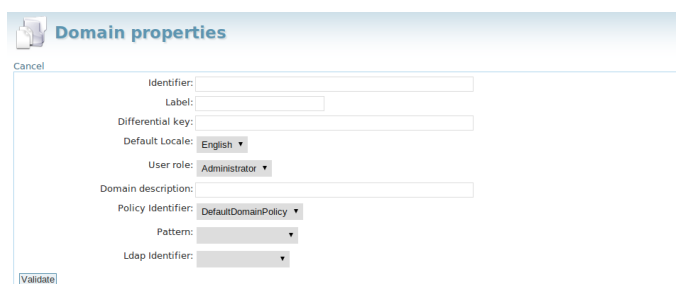 Domain properties
Cancel
Identifier:
Label:
Differential key:
Default Locale: English
User role: Administrator
Domain description:
Policy Identifier: DefaultDomainPolicy
Pattern:
Ldap Identifier:
Validate